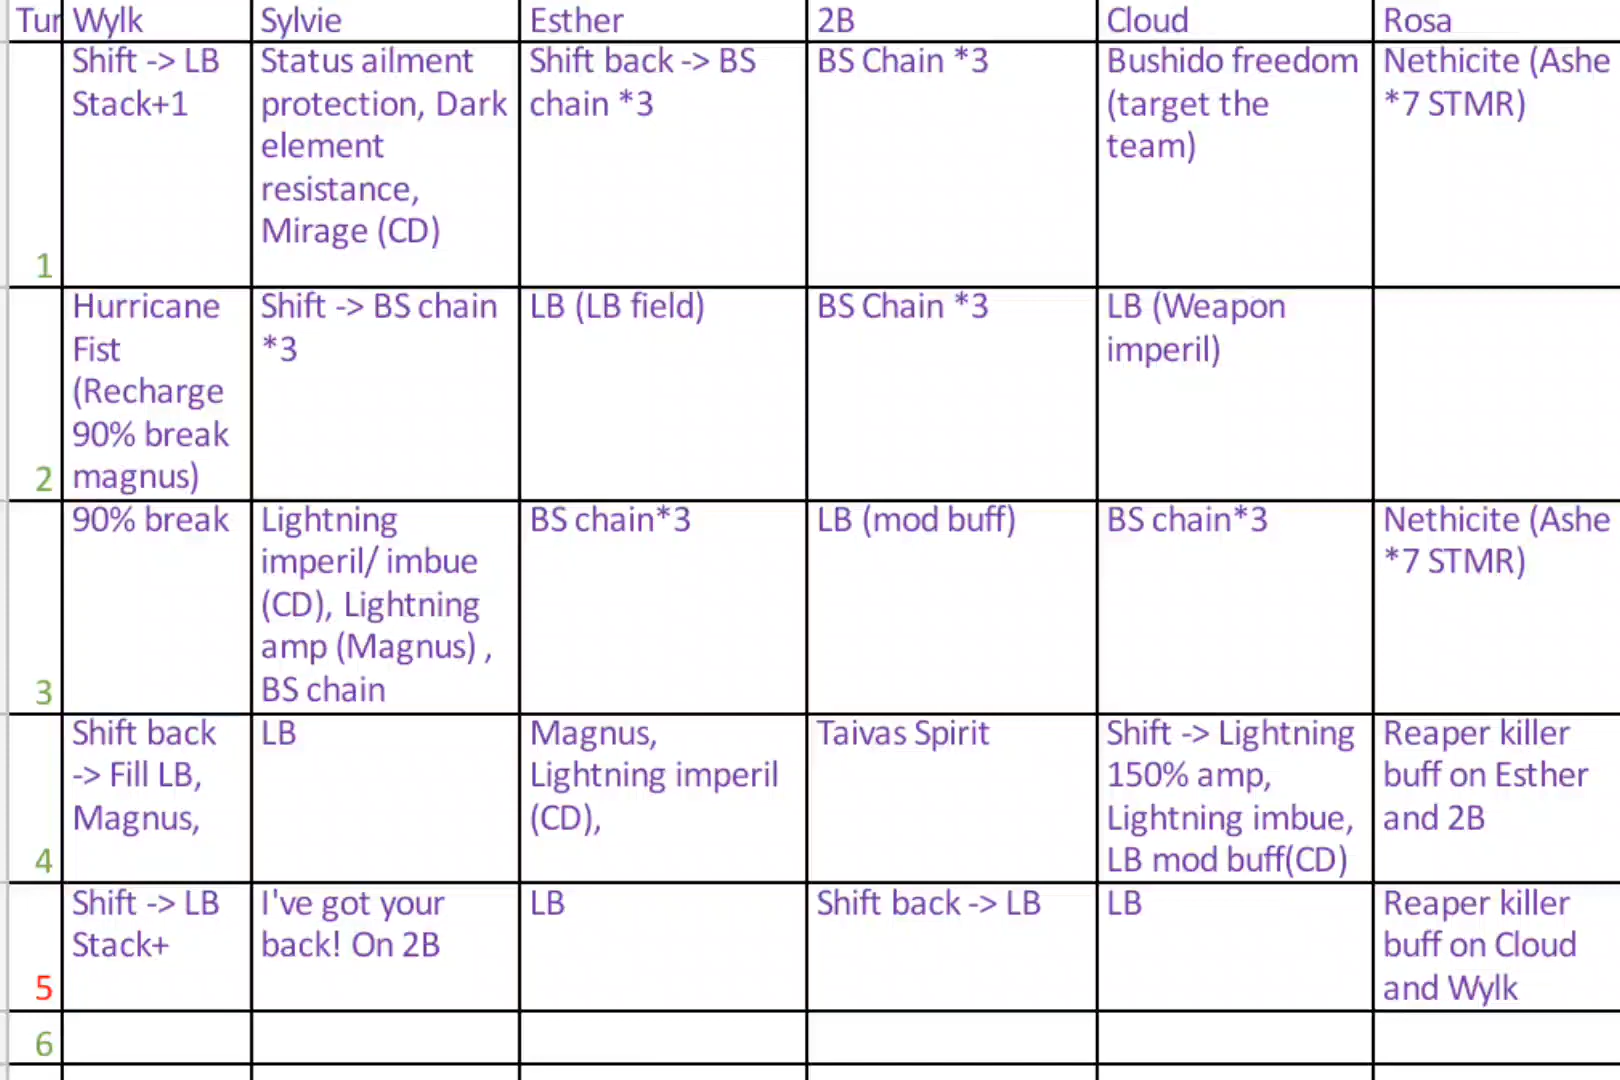 Tur Wylk Sylvie Esther 2B Cloud Rosa
1
Shift -> LB
Stack+1
Status ailment
protection, Dark
element
resistance,
Mirage (CD)
Shift back -> BS
chain *3
BS Chain *3
Bushido freedom
(target the
team)
Nethicite (Ashe
*7 STMR)
2
Hurricane
Fist
(Recharge
90% break
magnus)
Shift -> BS chain
*3
LB (LB field)
BS Chain *3
LB (Weapon
imperil)
3
90% break
Lightning
imperil/ imbue
(CD), Lightning
amp (Magnus) ,
BS chain
BS chain*3
LB (mod buff)
BS chain*3
Nethicite (Ashe
*7 STMR)
4
Shift back
-> Fill LB,
Magnus,
LB
Magnus,
Lightning imperil
(CD),
Taivas Spirit
Shift -> Lightning
150% amp,
Lightning imbue,
LB mod buff(CD)
Reaper killer
buff on Esther
and 2B
5
Shift -> LB
Stack+
I've got your
back! On 2B
LB
Shift back -> LB
LB
Reaper killer
buff on Cloud
and Wylk
6